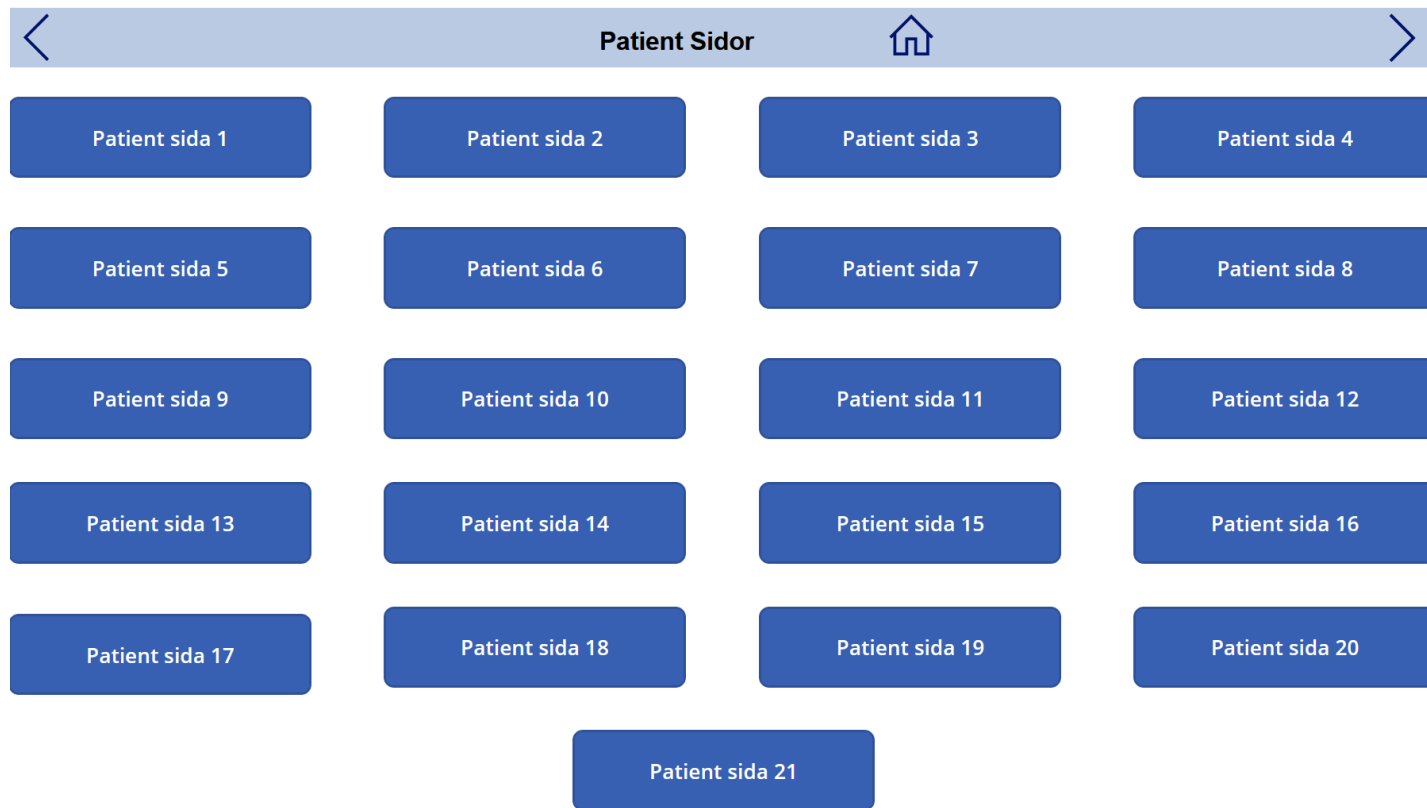 Patient Sidor
Patient sida 1
Patient sida 2
Patient sida 3
Patient sida 4
Patient sida 5
Patient sida 6
Patient sida 7
Patient sida 8
Patient sida 9
Patient sida 10
Patient sida 11
Patient sida 12
Patient sida 13
Patient sida 14
Patient sida 15
Patient sida 16
Patient sida 17
Patient sida 18
Patient sida 19
Patient sida 20
Patient sida 21